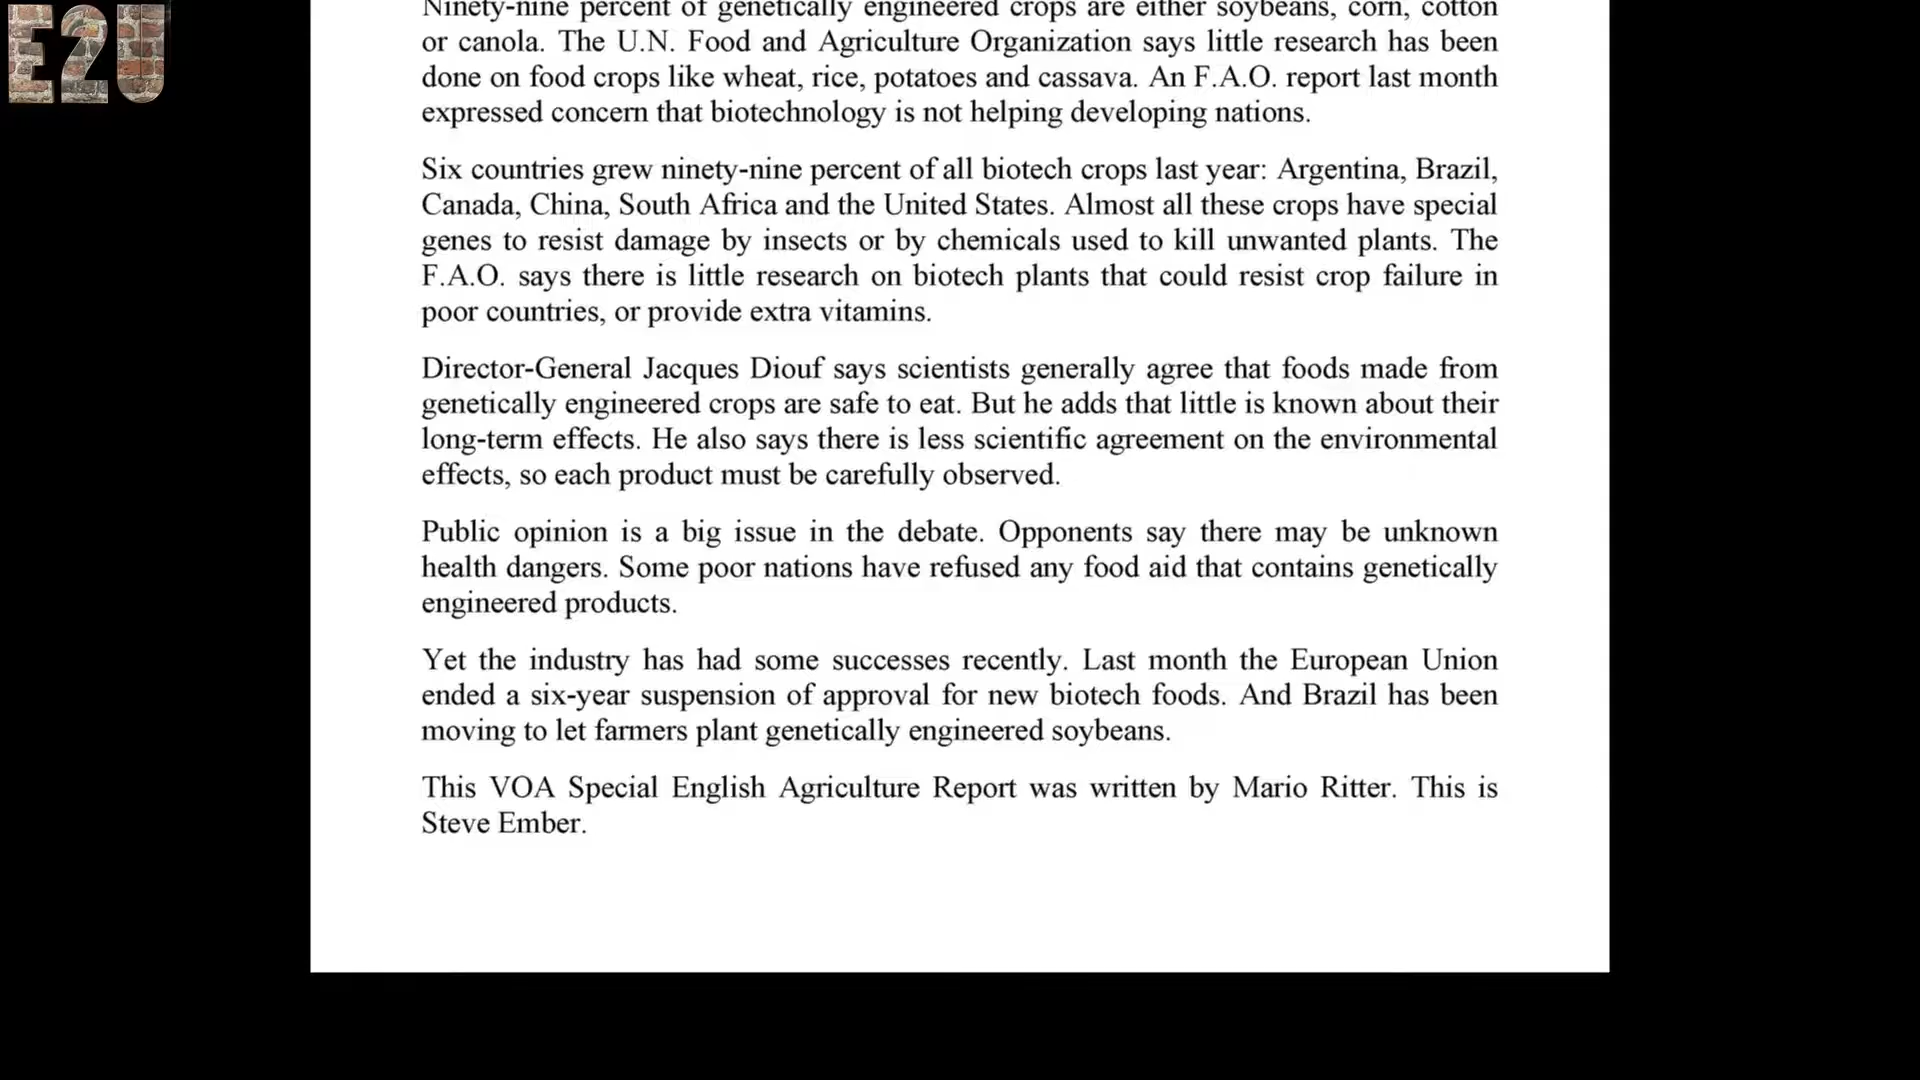 E2U
Ninety-nine percent of genetically engineered crops are either soybeans, corn, cotton
or canola. The U.N. Food and Agriculture Organization says little research has been
done on food crops like wheat, rice, potatoes and cassava. An F.A.O. report last month
expressed concern that biotechnology is not helping developing nations.
Six countries grew ninety-nine percent of all biotech crops last year: Argentina, Brazil,
Canada, China, South Africa and the United States. Almost all these crops have special
genes to resist damage by insects or by chemicals used to kill unwanted plants. The
F.A.O. says there is little research on biotech plants that could resist crop failure in
poor countries, or provide extra vitamins.
Director-General Jacques Diouf says scientists generally agree that foods made from
genetically engineered crops are safe to eat. But he adds that little is known about their
long-term effects. He also says there is less scientific agreement on the environmental
effects, so each product must be carefully observed.
Public opinion is a big issue in the debate. Opponents say there may be unknown
health dangers. Some poor nations have refused any food aid that contains genetically
engineered products.
Yet the industry has had some successes recently. Last month the European Union
ended a six-year suspension of approval for new biotech foods. And Brazil has been
moving to let farmers plant genetically engineered soybeans.
This VOA Special English Agriculture Report was written by Mario Ritter. This is
Steve Ember.